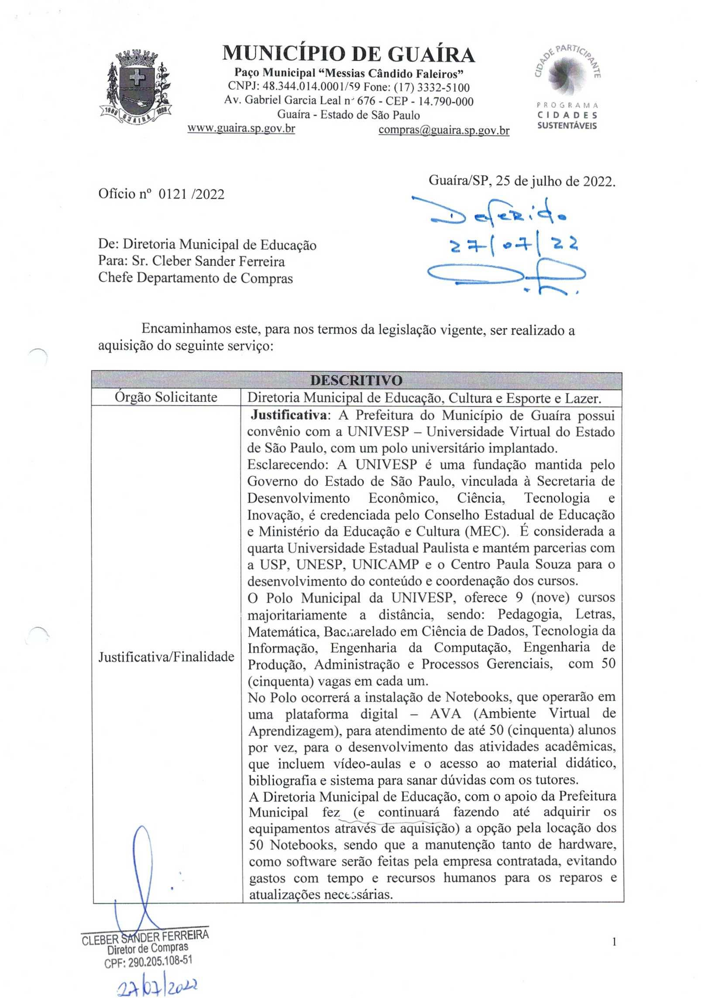 MUNICÍPIO DE GUAÍRA
Paço Municipal “Messias Cândido Faleiros”
CNPJ: 48.344.014.0001/59 Fone: (17) 3332-5100
Av. Gabriel Garcia Leal nº 676 - CEP - 14.790-000
Guaíra - Estado de São Paulo
www.guaira.sp.gov.br compras@guaira.sp.gov.br
1909 GUAIRA 1928
CIDADE PARTICIPANTE
PROGRAMA
CIDADES
SUSTENTÁVEIS
Guaíra/SP, 25 de julho de 2022.
Ofício nº 0121 /2022
Deferido
27/07/22
De: Diretoria Municipal de Educação
Para: Sr. Cleber Sander Ferreira
Chefe Departamento de Compras
Encaminhamos este, para nos termos da legislação vigente, ser realizado a
aquisição do seguinte serviço:
DESCRITIVO
Órgão Solicitante
Diretoria Municipal de Educação, Cultura e Esporte e Lazer.
Justificativa/Finalidade
Justificativa: A Prefeitura do Município de Guaíra possui
convênio com a UNIVESP – Universidade Virtual do Estado
de São Paulo, com um polo universitário implantado.
Esclarecendo: A UNIVESP é uma fundação mantida pelo
Governo do Estado de São Paulo, vinculada à Secretaria de
Desenvolvimento Econômico, Ciência, Tecnologia e
Inovação, é credenciada pelo Conselho Estadual de Educação
e Ministério da Educação e Cultura (MEC). É considerada a
quarta Universidade Estadual Paulista e mantém parcerias com
a USP, UNESP, UNICAMP e o Centro Paula Souza para o
desenvolvimento do conteúdo e coordenação dos cursos.
O Polo Municipal da UNIVESP, oferece 9 (nove) cursos
majoritariamente a distância, sendo: Pedagogia, Letras,
Matemática, Bacharelado em Ciência de Dados, Tecnologia da
Informação, Engenharia da Computação, Engenharia de
Produção, Administração e Processos Gerenciais, com 50
(cinquenta) vagas em cada um.
No Polo ocorrerá a instalação de Notebooks, que operarão em
uma plataforma digital – AVA (Ambiente Virtual de
Aprendizagem), para atendimento de até 50 (cinquenta) alunos
por vez, para o desenvolvimento das atividades acadêmicas,
que incluem vídeo-aulas e o acesso ao material didático,
bibliografia e sistema para sanar dúvidas com os tutores.
A Diretoria Municipal de Educação, com o apoio da Prefeitura
Municipal fez (e continuará fazendo até adquirir os
equipamentos através de aquisição) a opção pela locação dos
50 Notebooks, sendo que a manutenção tanto de hardware,
como software serão feitas pela empresa contratada, evitando
gastos com tempo e recursos humanos para os reparos e
atualizações necessárias.
CLEBER SANDER FERREIRA
Diretor de Compras
CPF: 290.205.108-51
27/07/2022
1